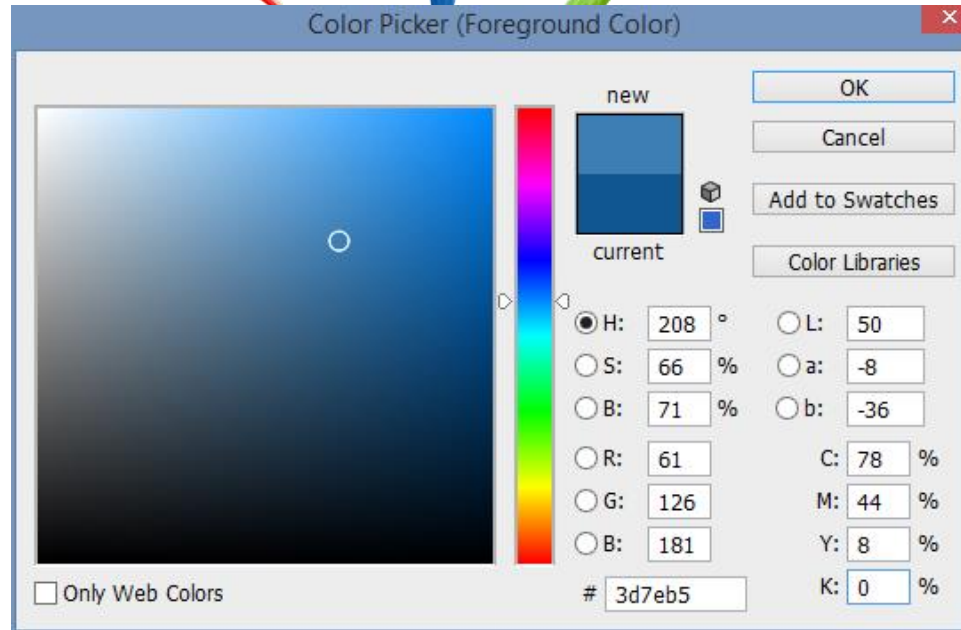 Color Picker (Foreground Color)
new
current
OK
Cancel
Add to Swatches
Color Libraries
H: 208 °
S: 66 %
B: 71 %
R: 61
G: 126
B: 181
# 3d7eb5
L: 50
a: -8
b: -36
C: 78 %
M: 44 %
Y: 8 %
K: 0 %
Only Web Colors